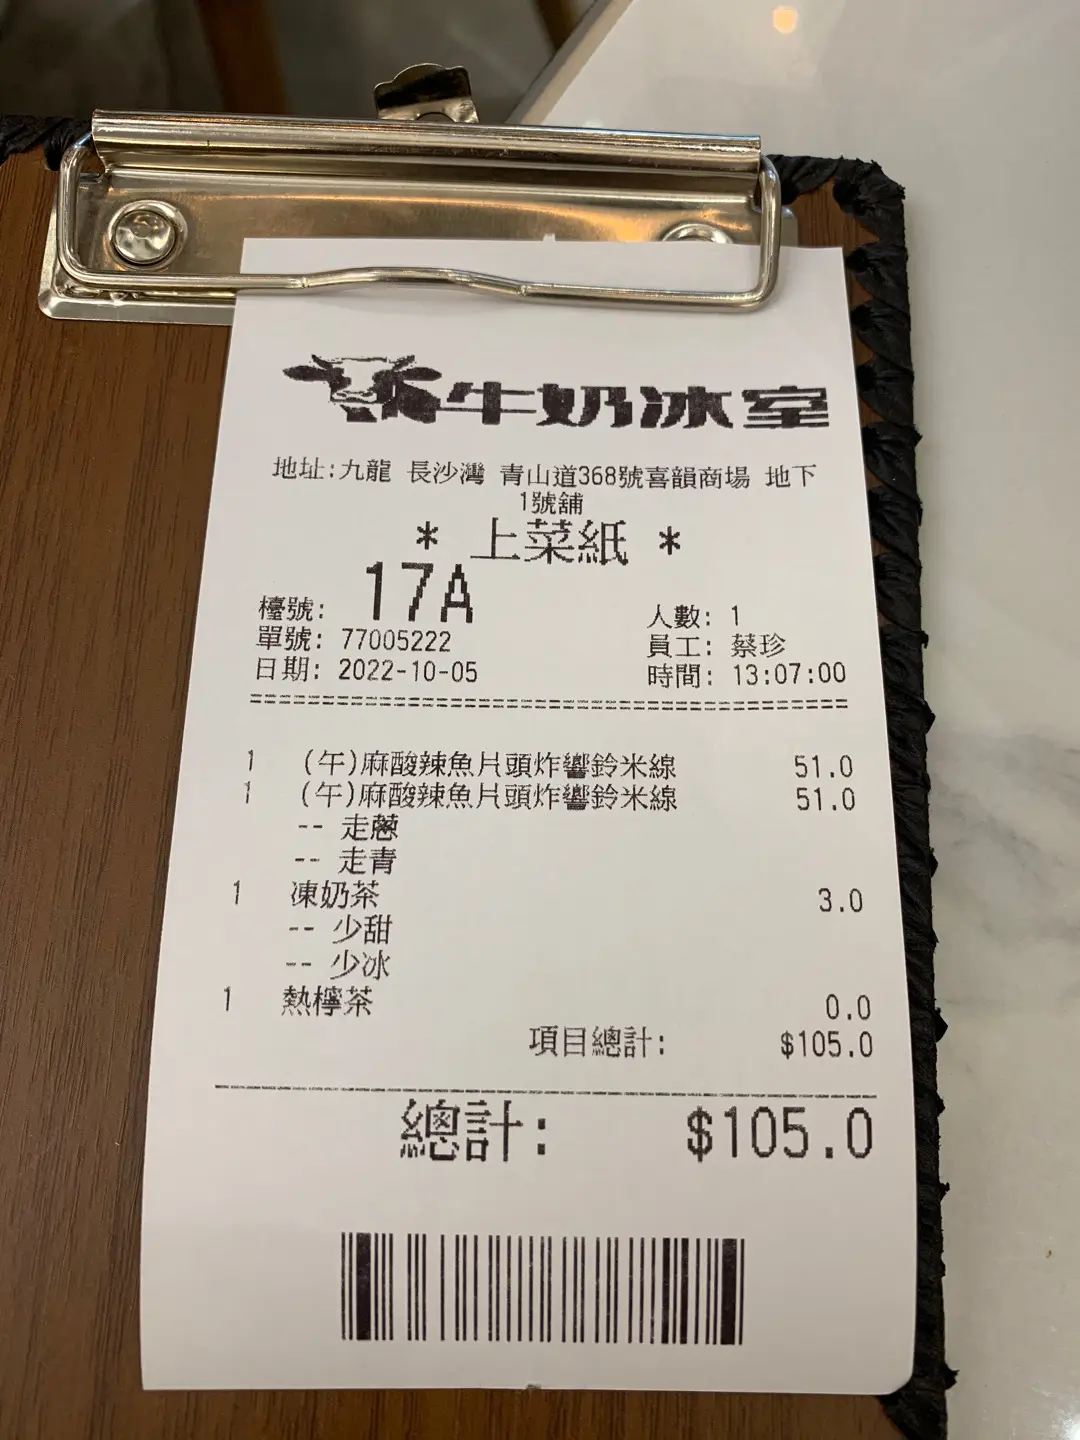 牛奶冰室
地址:九龍 長沙灣 青山道368號喜韻商場 地下
1號舖
* 上菜紙 *
檯號: 17A 人數: 1
單號: 77005222 員工: 蔡珍
日期: 2022-10-05 時間: 13:07:00
1 (午)麻酸辣魚片頭炸響鈴米線 51.0
1 (午)麻酸辣魚片頭炸響鈴米線 51.0
-- 走蔥
-- 走青
1 凍奶茶 3.0
-- 少甜
-- 少冰
1 熱檸茶 0.0
項目總計: $105.0
總計: $105.0